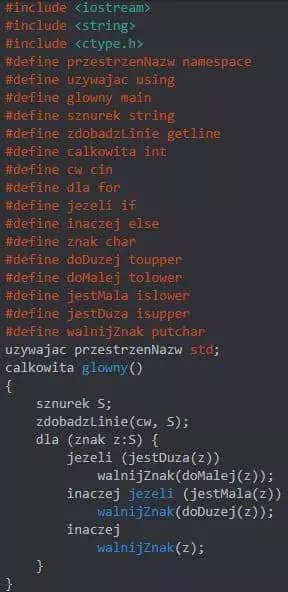 #include <iostream>
#include <string>
#include <ctype.h>
#define przestrzenNazw namespace
#define uzywajac using
#define glowny main
#define sznurek string
#define zdobadzLinie getline
#define calkowita int
#define cw cin
#define dla for
#define jezeli if
#define inaczej else
#define znak char
#define doDuzej toupper
#define doMalej tolower
#define jestMala islower
#define jestDuza isupper
#define walnijZnak putchar
uzywajac przestrzenNazw std;
calkowita glowny()
{
    sznurek S;
    zdobadzLinie(cw, S);
    dla (znak z:S) {
        jezeli (jestDuza(z))
            walnijZnak(doMalej(z));
        inaczej jezeli (jestMala(z))
            walnijZnak(doDuzej(z));
        inaczej
            walnijZnak(z);
    }
}